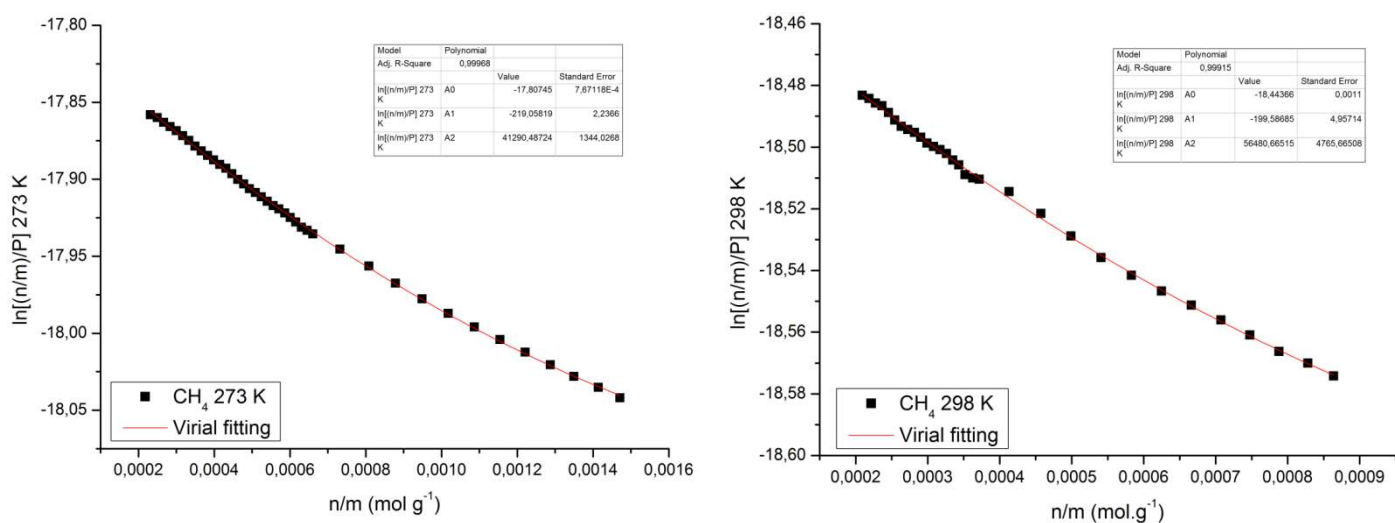 -17,80
-17,85
-17,90
-17,95
-18,00
-18,05
ln[(n/m)/P] 273 K
Model Polynomial
Adj. R-Square 0,99968
Value Standard Error
ln[(n/m)/P] 273 K A0 -17,80745 7,67118E-4
ln[(n/m)/P] 273 K A1 -219,05819 2,2366
ln[(n/m)/P] 273 K A2 41290,48724 1344,0268
CH4 273 K
Virial fitting
0,0002 0,0004 0,0006 0,0008 0,0010 0,0012 0,0014 0,0016
n/m (mol g-1)
-18,46
-18,48
-18,50
-18,52
-18,54
-18,56
-18,58
-18,60
ln[(n/m)/P] 298 K
Model Polynomial
Adj. R-Square 0,99915
Value Standard Error
ln[(n/m)/P] 298 K A0 -18,44366 0,0011
ln[(n/m)/P] 298 K A1 -199,58685 4,95714
ln[(n/m)/P] 298 K A2 56480,66515 4765,66508
CH4 298 K
Virial fitting
0,0002 0,0003 0,0004 0,0005 0,0006 0,0007 0,0008 0,0009
n/m (mol.g-1)